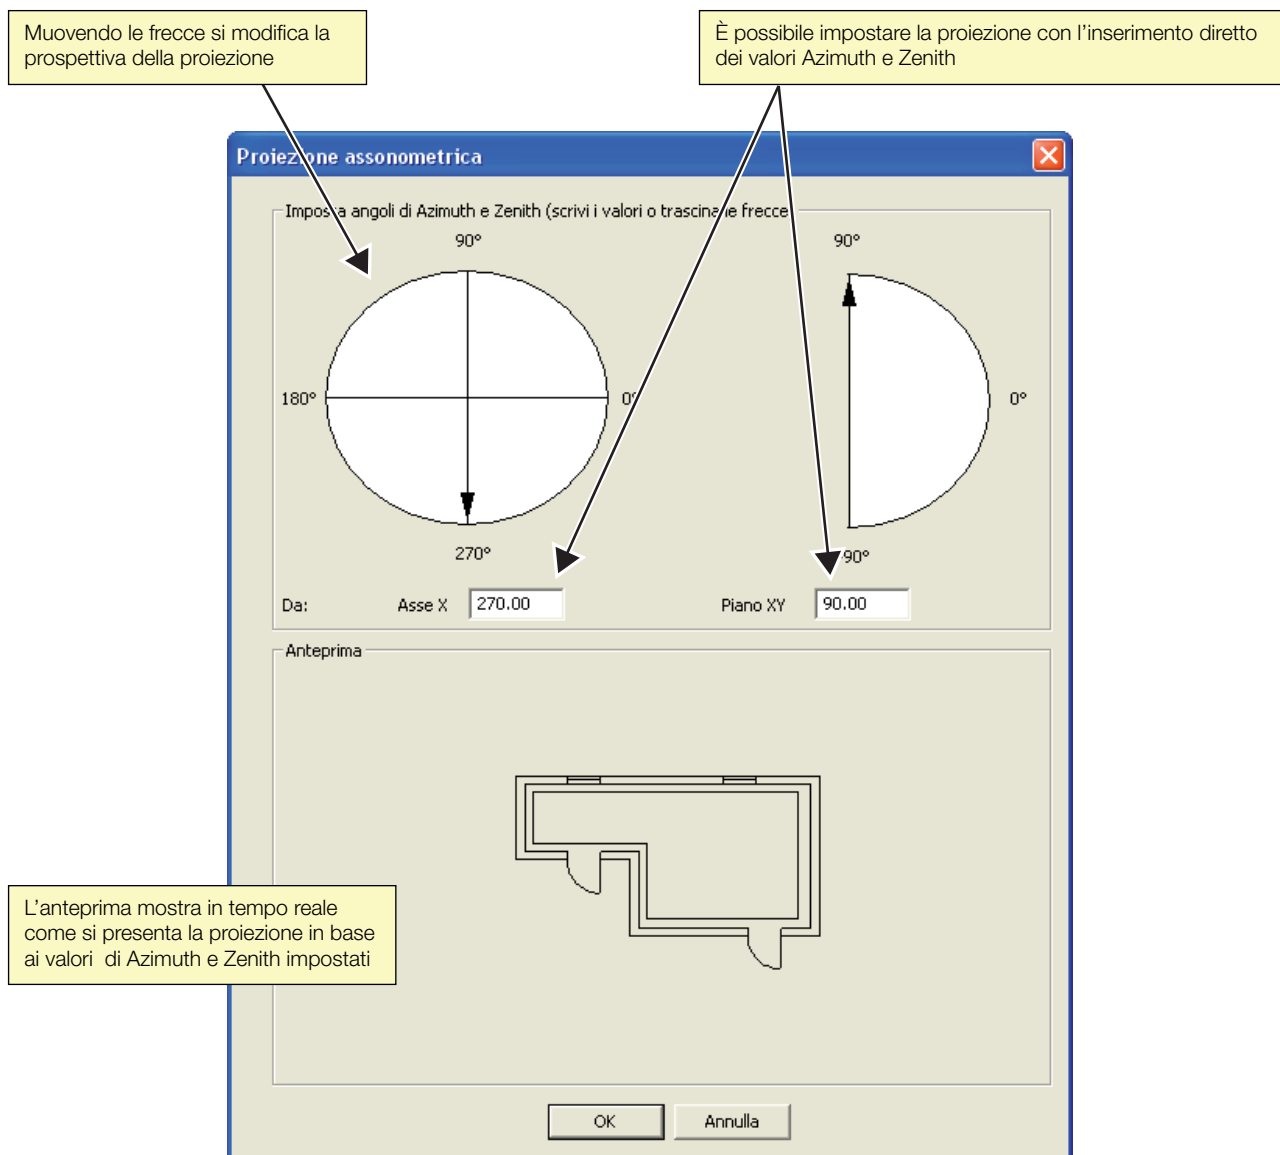 Muovendo le frecce si modifica la
prospettiva della proiezione
È possibile impostare la proiezione con l'inserimento diretto
dei valori Azimuth e Zenith
Proiezione assonometrica
Imposta angoli di Azimuth e Zenith (scrivi i valori o trascina le frecce)
90°
90°
180°
0°
0°
270°
-90°
Da:
Asse X
270.00
Piano XY
90.00
Anteprima
L'anteprima mostra in tempo reale
come si presenta la proiezione in base
ai valori di Azimuth e Zenith impostati
OK
Annulla